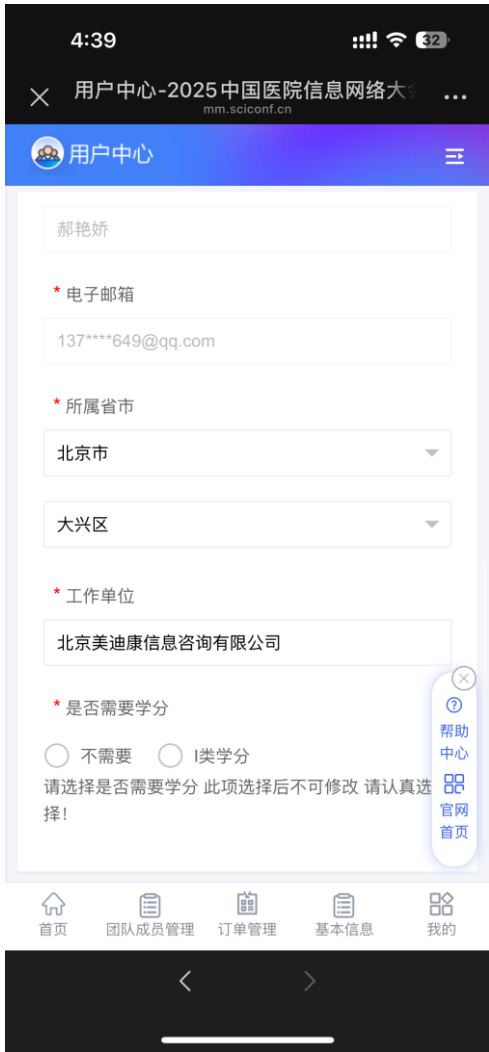 4:39
32
用户中心-2025中国医院信息网络大
mm.sciconf.cn
用户中心
郝艳娇
* 电子邮箱
137****649@qq.com
* 所属省市
北京市
大兴区
* 工作单位
北京美迪康信息咨询有限公司
* 是否需要学分
不需要 I类学分
请选择是否需要学分 此项选择后不可修改 请认真选
择！
帮助
中心
官网
首页
首页 团队成员管理 订单管理 基本信息 我的